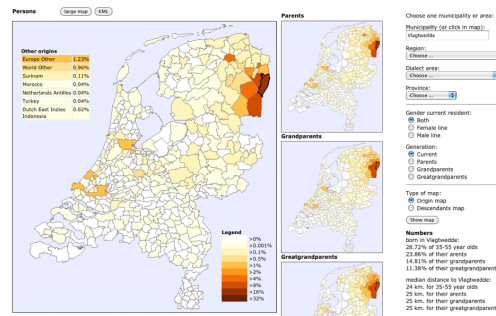 Persons
large map
KML
Other origins
Europe Other 1.23%
World Other 0.96%
Surinam 0.11%
Morocco 0.04%
Netherlands Antilles 0.04%
Turkey 0.04%
Dutch East Indies 0.02%
Indonesia
Legend
>0%
>0.001%
>0.1%
>0.5%
>1%
>2%
>4%
>8%
>16%
>32%
Parents
Grandparents
Greatgrandparents
Choose one municipality or area:
Municipality (or click in map):
Vlagtwedde
Region:
Choose ...
Dialect area:
Choose ...
Province:
Choose ...
Gender current resident:
Both
Female line
Male line
Generation:
Current
Parents
Grandparents
Greatgrandparents
Type of map:
Origin map
Descendants map
Show map
Numbers
born in Vlagtwedde:
28.72% of 35-55 year olds
23.86% of their arents
14.81% of their grandparents
11.38% of their greatgrandparent
median distance to Vlagtwedde:
24 km. for 35-55 year olds
25 km. for their arents
25 km. for their grandparents
25 km. for their greatgrandparent